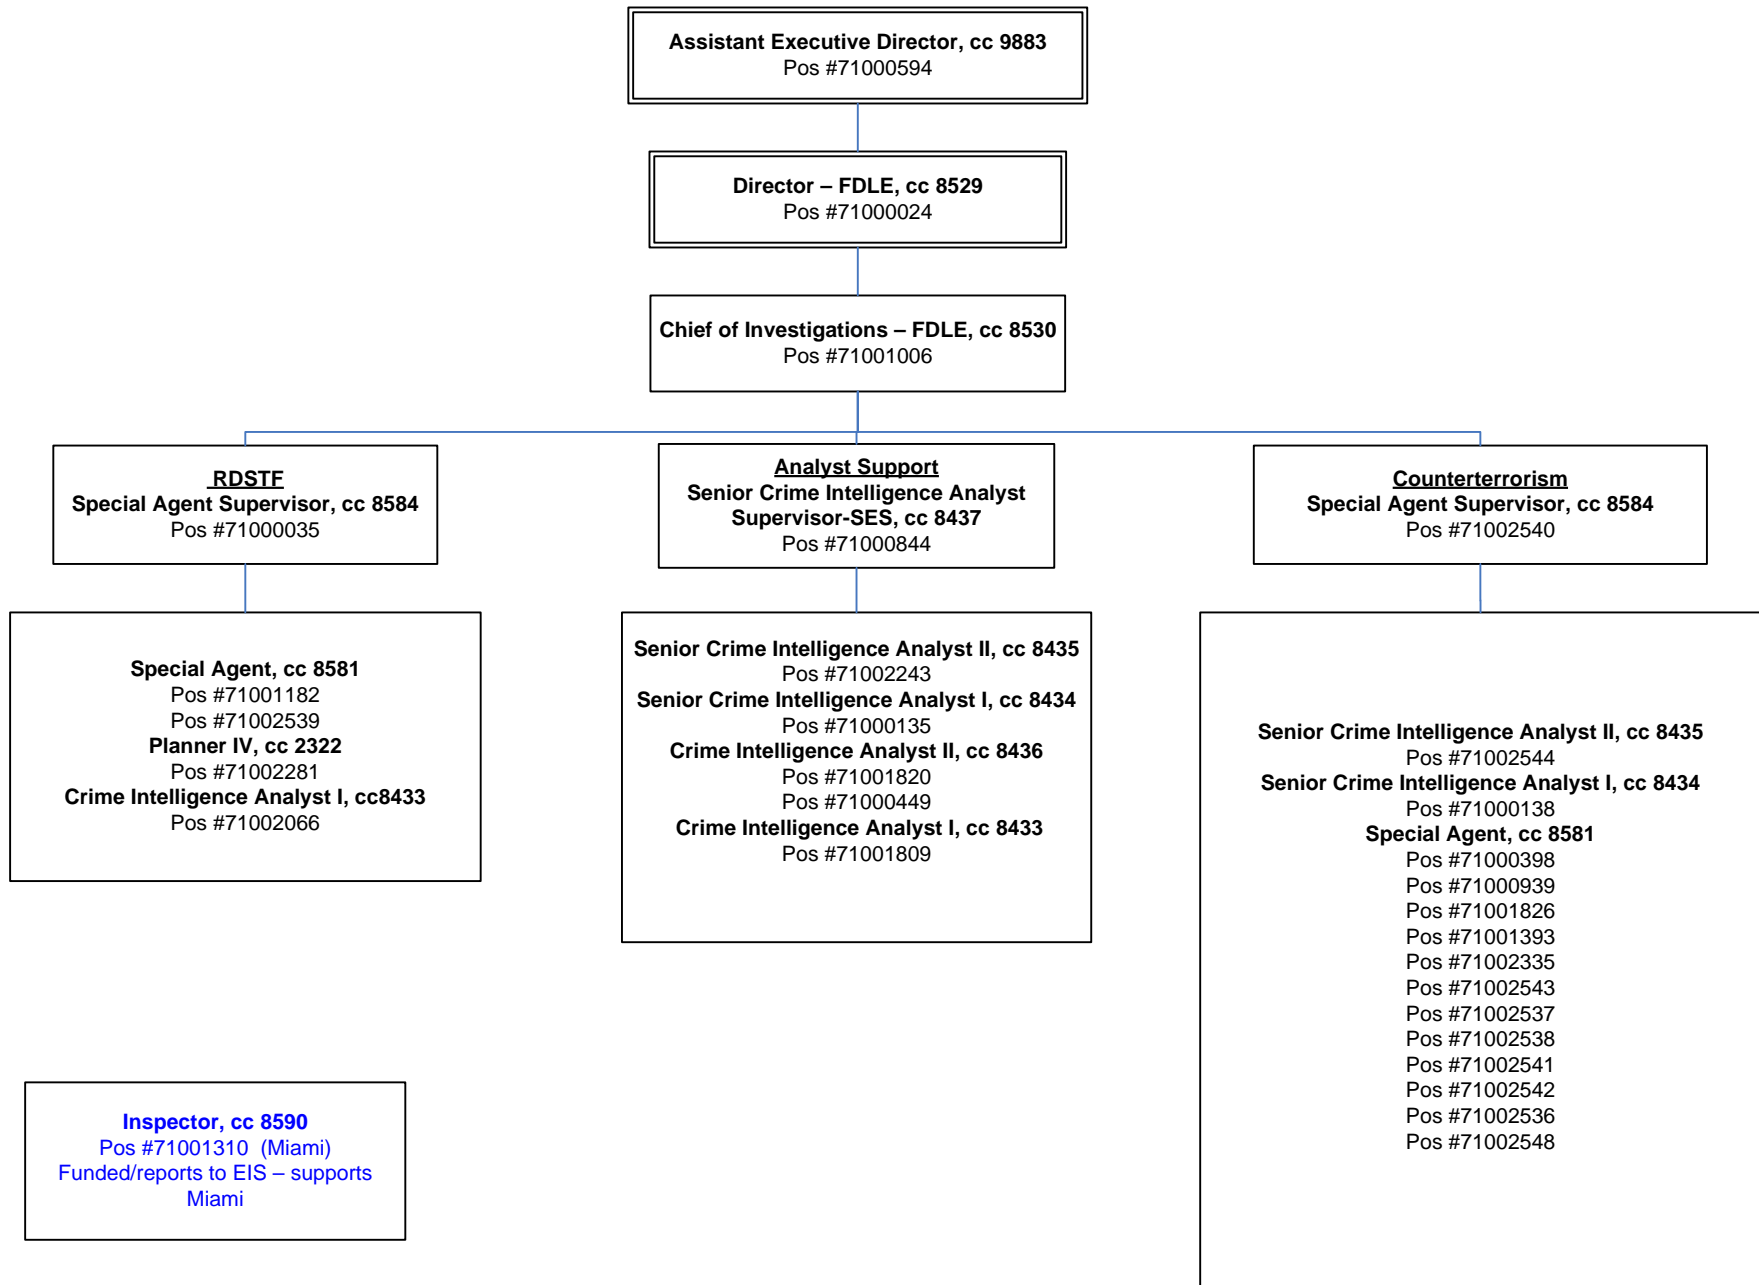 Assistant Executive Director, cc 9883
Pos #71000594
Director – FDLE, cc 8529
Pos #71000024
Chief of Investigations – FDLE, cc 8530
Pos #71001006
RDSTF
Special Agent Supervisor, cc 8584
Pos #71000035
Analyst Support
Senior Crime Intelligence Analyst
Supervisor-SES, cc 8437
Pos #71000844
Counterterrorism
Special Agent Supervisor, cc 8584
Pos #71002540
Special Agent, cc 8581
Pos #71001182
Pos #71002539
Planner IV, cc 2322
Pos #71002281
Crime Intelligence Analyst I, cc8433
Pos #71002066
Senior Crime Intelligence Analyst II, cc 8435
Pos #71002243
Senior Crime Intelligence Analyst I, cc 8434
Pos #71000135
Crime Intelligence Analyst II, cc 8436
Pos #71001820
Pos #71000449
Crime Intelligence Analyst I, cc 8433
Pos #71001809
Senior Crime Intelligence Analyst II, cc 8435
Pos #71002544
Senior Crime Intelligence Analyst I, cc 8434
Pos #71000138
Special Agent, cc 8581
Pos #71000398
Pos #71000939
Pos #71001826
Pos #71001393
Pos #71002335
Pos #71002543
Pos #71002537
Pos #71002538
Pos #71002541
Pos #71002542
Pos #71002536
Pos #71002548
Inspector, cc 8590
Pos #71001310 (Miami)
Funded/reports to EIS – supports
Miami